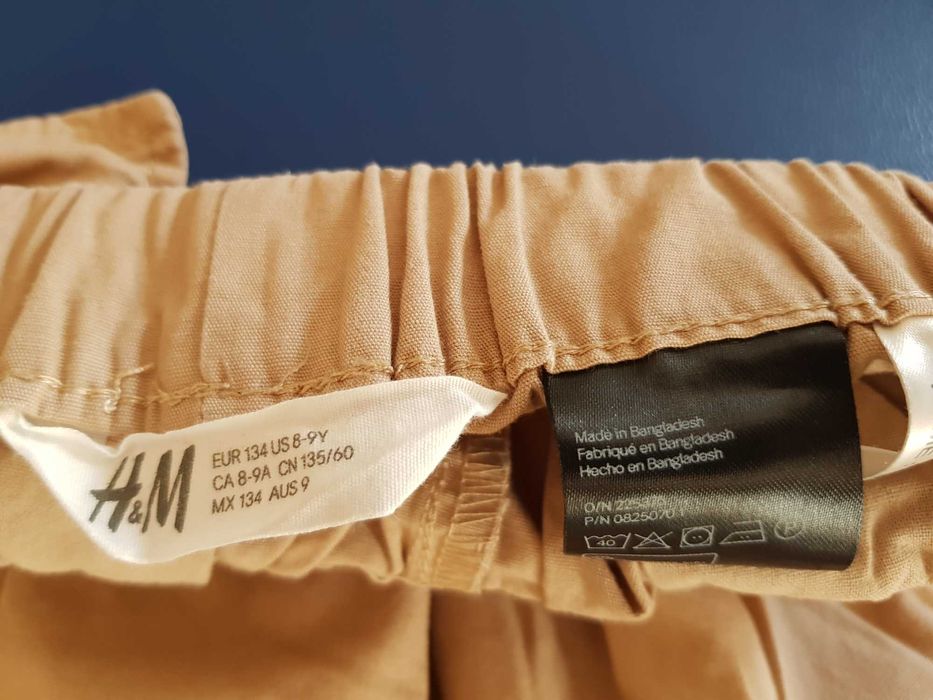 H&M
EUR 134 US 8-9Y
CA 8-9A CN 135/60
MX 134 AUS 9
Made in Bangladesh
Fabriqué en Bangladesh
Hecho en Bangladesh
O/N
P/N
40
P